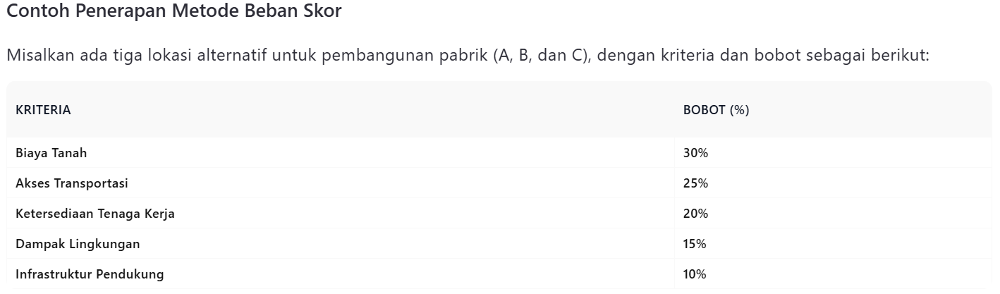 Contoh Penerapan Metode Beban Skor
Misalkan ada tiga lokasi alternatif untuk pembangunan pabrik (A, B, dan C), dengan kriteria dan bobot sebagai berikut:
KRITERIA BOBOT (%)
Biaya Tanah 30%
Akses Transportasi 25%
Ketersediaan Tenaga Kerja 20%
Dampak Lingkungan 15%
Infrastruktur Pendukung 10%